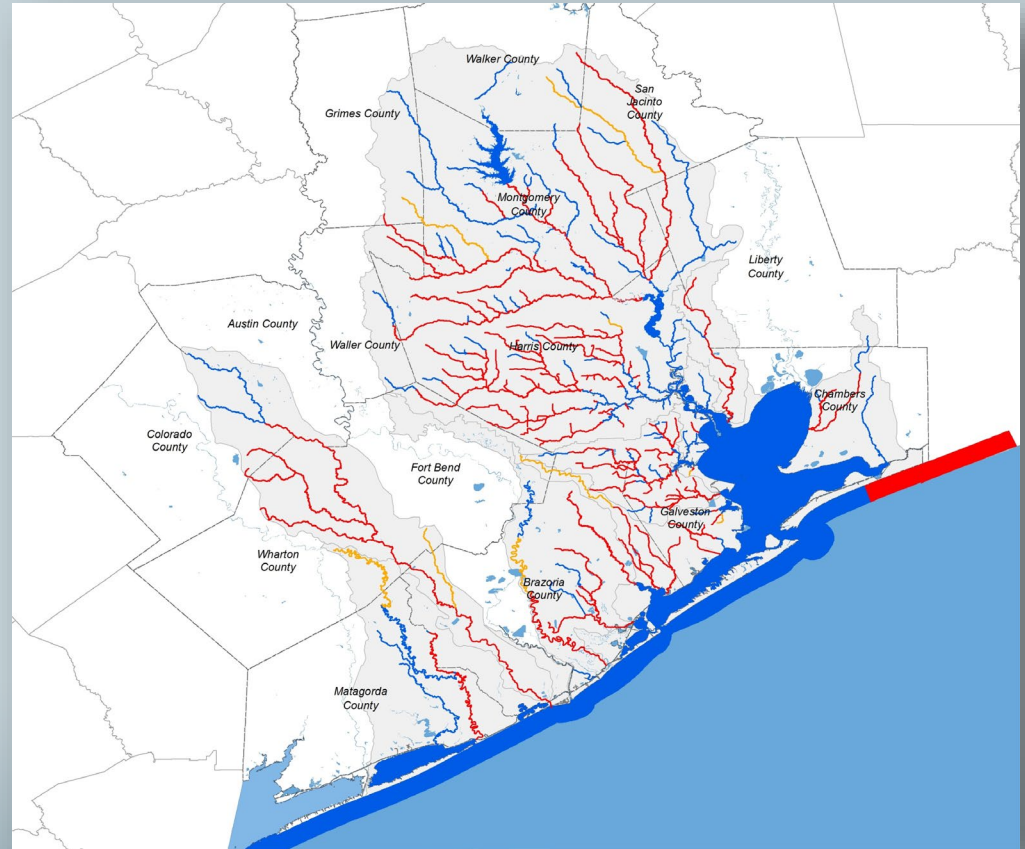 Walker County
San
Jacinto
County
Grimes County
Montgomery
County
Liberty
County
Austin County
Waller County
Harris County
Chambers
County
Colorado
County
Fort Bend
County
Galveston
County
Wharton
County
Brazoria
County
Matagorda
County